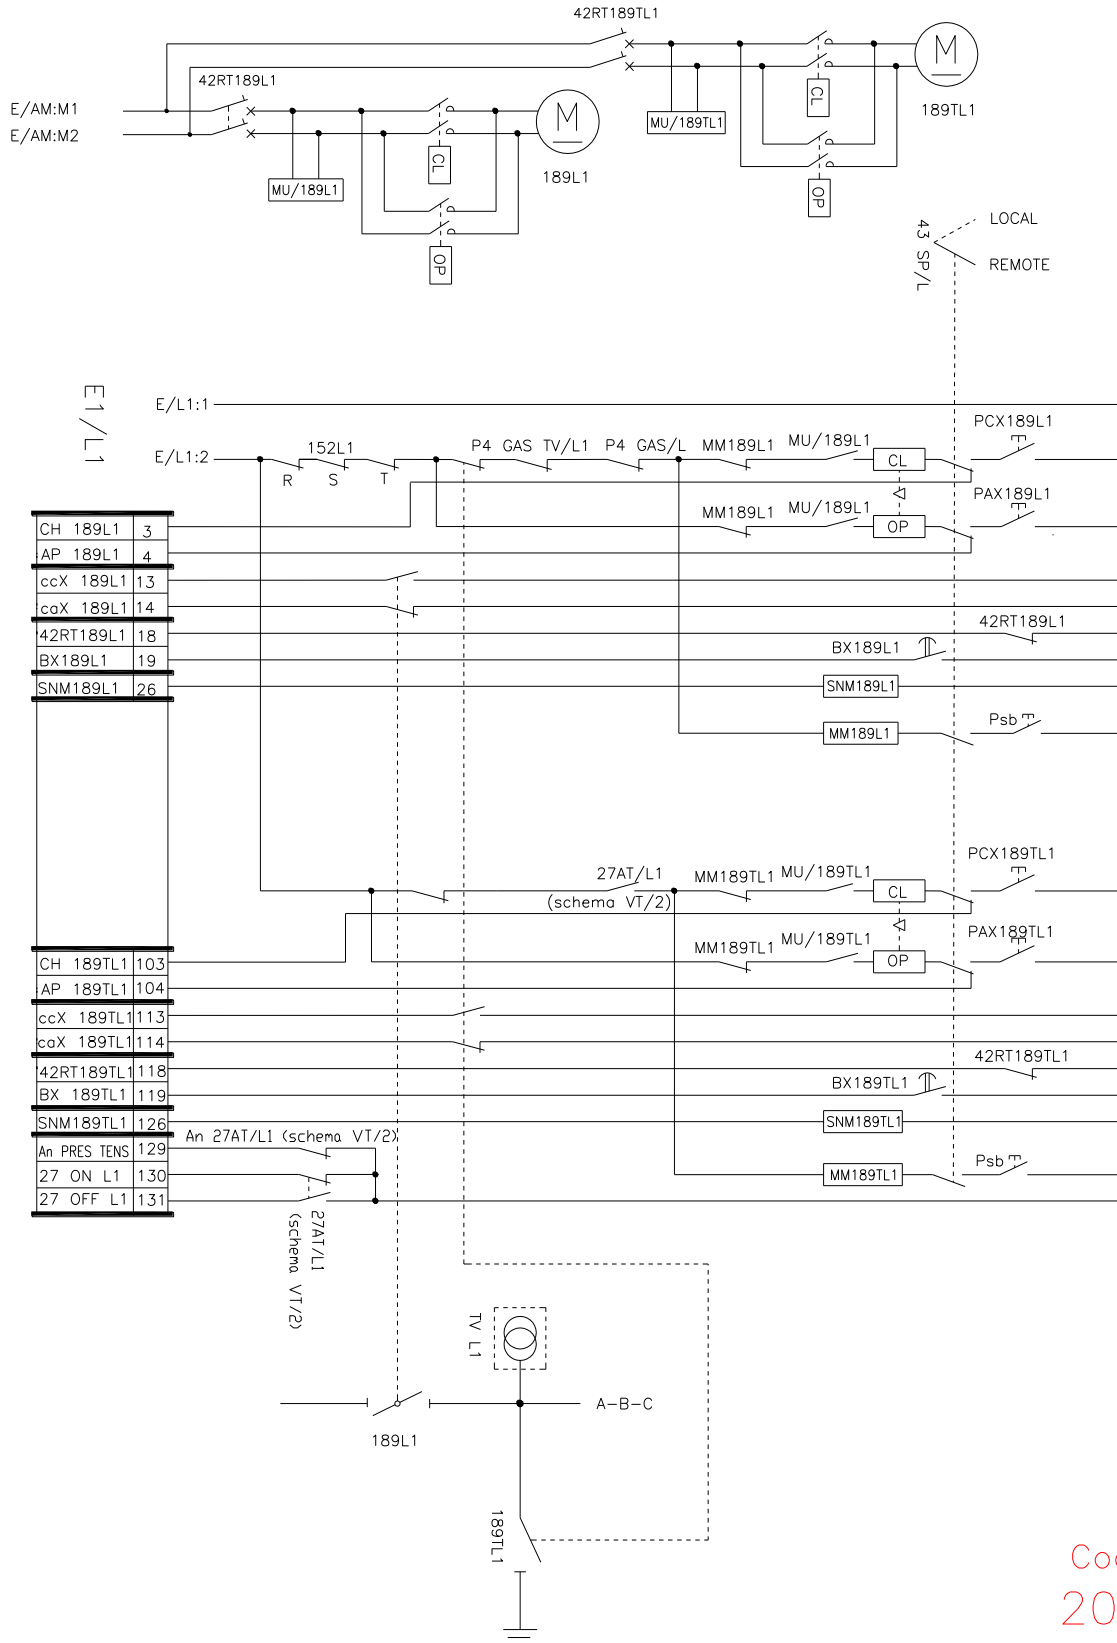 42RT189TL1
M
42RT189L1
E/AM:M1
M
CL
189TL1
MU/189TL1
E/AM:M2
CL
189L1
MU/189L1
OP
LOCAL
43 SP/L
REMOTE
OP
E1/L1
E/L1:1
PCX189L1
E/L1:2
152L1
P4 GAS TV/L1 P4 GAS/L
MM189L1
MU/189L1
CL
R S T
PAX189L1
MM189L1
MU/189L1
OP
CH 189L1 3
AP 189L1 4
ccX 189L1 13
caX 189L1 14
42RT189L1
42RT189L1 18
BX189L1
BX189L1 19
SNM189L1 26
SNM189L1
Psb
MM189L1
PCX189TL1
27AT/L1
(schema VT/2)
MM189TL1
MU/189TL1
CL
PAX189TL1
MM189TL1
MU/189TL1
OP
CH 189TL1 103
AP 189TL1 104
ccX 189TL1 113
caX 189TL1 114
42RT189TL1
42RT189TL1 118
BX189TL1
BX 189TL1 119
SNM189TL1 126
SNM189TL1
An 27AT/L1 (schema VT/2)
An PRES TENS 129
Psb
27 ON L1 130
MM189TL1
27 OFF L1 131
27AT/L1
(schema VT/2)
TV L1
A-B-C
189L1
189TL1
20